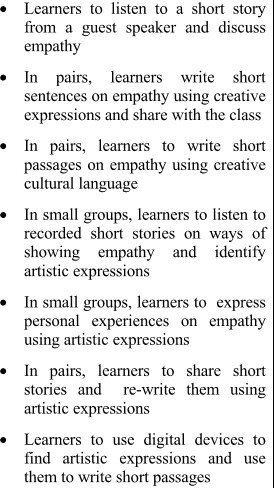 • Learners to listen to a short story
from a guest speaker and discuss
empathy
• In pairs, learners write short
sentences on empathy using creative
expressions and share with the class
• In pairs, learners to write short
passages on empathy using creative
cultural language
• In small groups, learners to listen to
recorded short stories on ways of
showing empathy and identify
artistic expressions
• In small groups, learners to express
personal experiences on empathy
using artistic expressions
• In pairs, learners to share short
stories and re-write them using
artistic expressions
• Learners to use digital devices to
find artistic expressions and use
them to write short passages